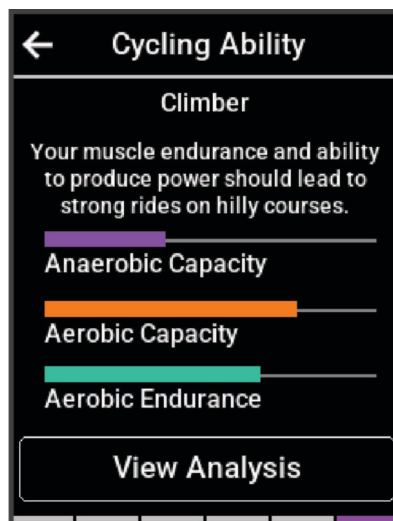 Cycling Ability
Climber
Your muscle endurance and ability
to produce power should lead to
strong rides on hilly courses.
Anaerobic Capacity
Aerobic Capacity
Aerobic Endurance
View Analysis